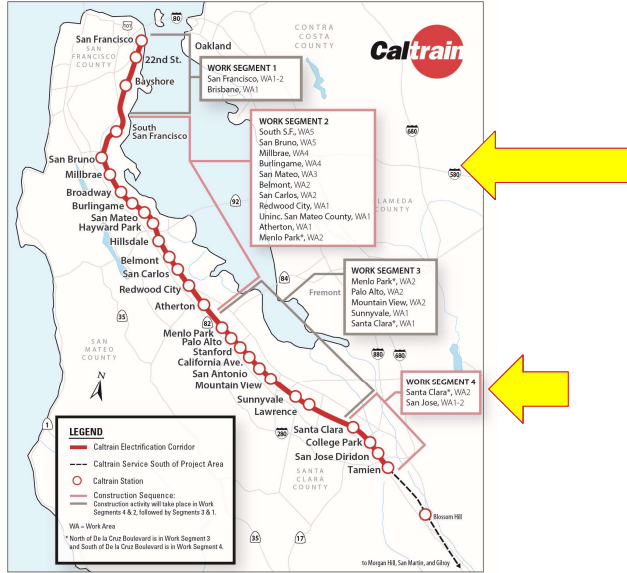 San Francisco
101
80
SAN
FRANCISCO
COUNTY
Oakland
CONTRA
COSTA
COUNTY
Caltrain
22nd St.
WORK SEGMENT 1
San Francisco, WA1-2
Brisbane, WA1
Bayshore
South
San Francisco
WORK SEGMENT 2
South S.F., WA5
San Bruno, WA5
Millbrae, WA4
Burlingame, WA4
San Mateo, WA3
Belmont, WA2
San Carlos, WA2
Redwood City, WA1
Uninc. San Mateo County, WA1
Atherton, WA1
Menlo Park*, WA2
680
580
San Bruno
Millbrae
Broadway
Burlingame
San Mateo
Hayward Park
Hillsdale
92
LAMEDA
COUNTY
Belmont
San Carlos
Redwood City
Atherton
84
Fremont
WORK SEGMENT 3
Menlo Park*, WA2
Palo Alto, WA2
Mountain View, WA2
Sunnyvale, WA1
Santa Clara*, WA1
35
82
SAN
MATEO
COUNTY
Menlo Park
Palo Alto
Stanford
California Ave.
San Antonio
Mountain View
880
680
N
Sunnyvale
Lawrence
WORK SEGMENT 4
Santa Clara*, WA2
San Jose, WA1-2
1
280
Santa Clara
College Park
San Jose Diridon
Tamien
SANTA
CLARA
COUNTY
LEGEND
Caltrain Electrification Corridor
Caltrain Service South of Project Area
Caltrain Station
Construction Sequence:
Construction activity will take place in Work
Segments 4 & 2, followed by Segments 3 & 1.
WA = Work Area
* North of De la Cruz Boulevard is in Work Segment 3
and South of De la Cruz Boulevard is in Work Segment 4.
35
17
Blossom Hill
to Morgan Hill, San Martin, and Gilroy